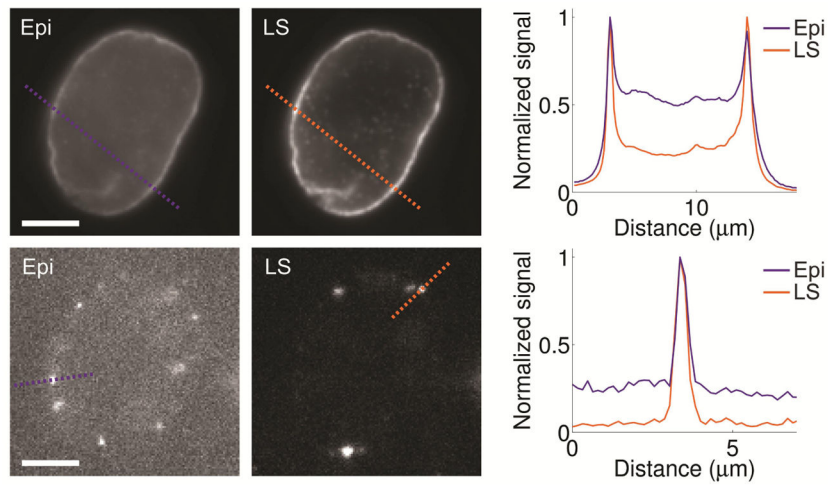 Epi
LS
Normalized signal
1
0.5
0
0
10
Distance (μm)
Epi
LS
Epi
LS
Normalized signal
1
0.5
0
0
5
Distance (μm)
Epi
LS